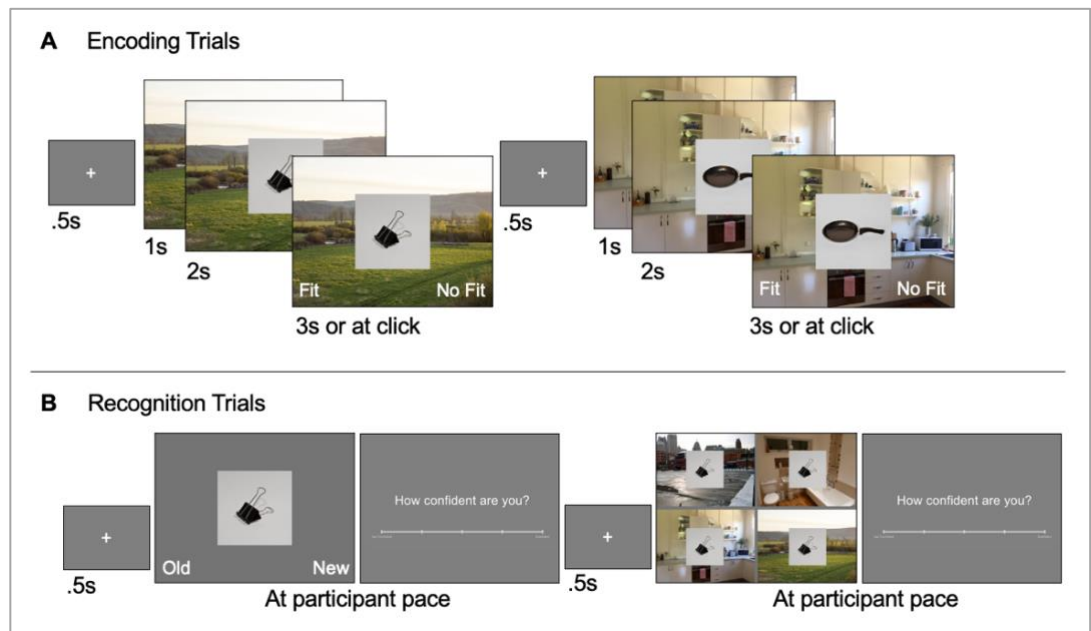 A Encoding Trials
+
.5s
1s
2s
Fit No Fit
3s or at click
+
.5s
1s
2s
Fit No Fit
3s or at click
B Recognition Trials
+
.5s
Old New
How confident are you?
At participant pace
+
.5s
How confident are you?
At participant pace